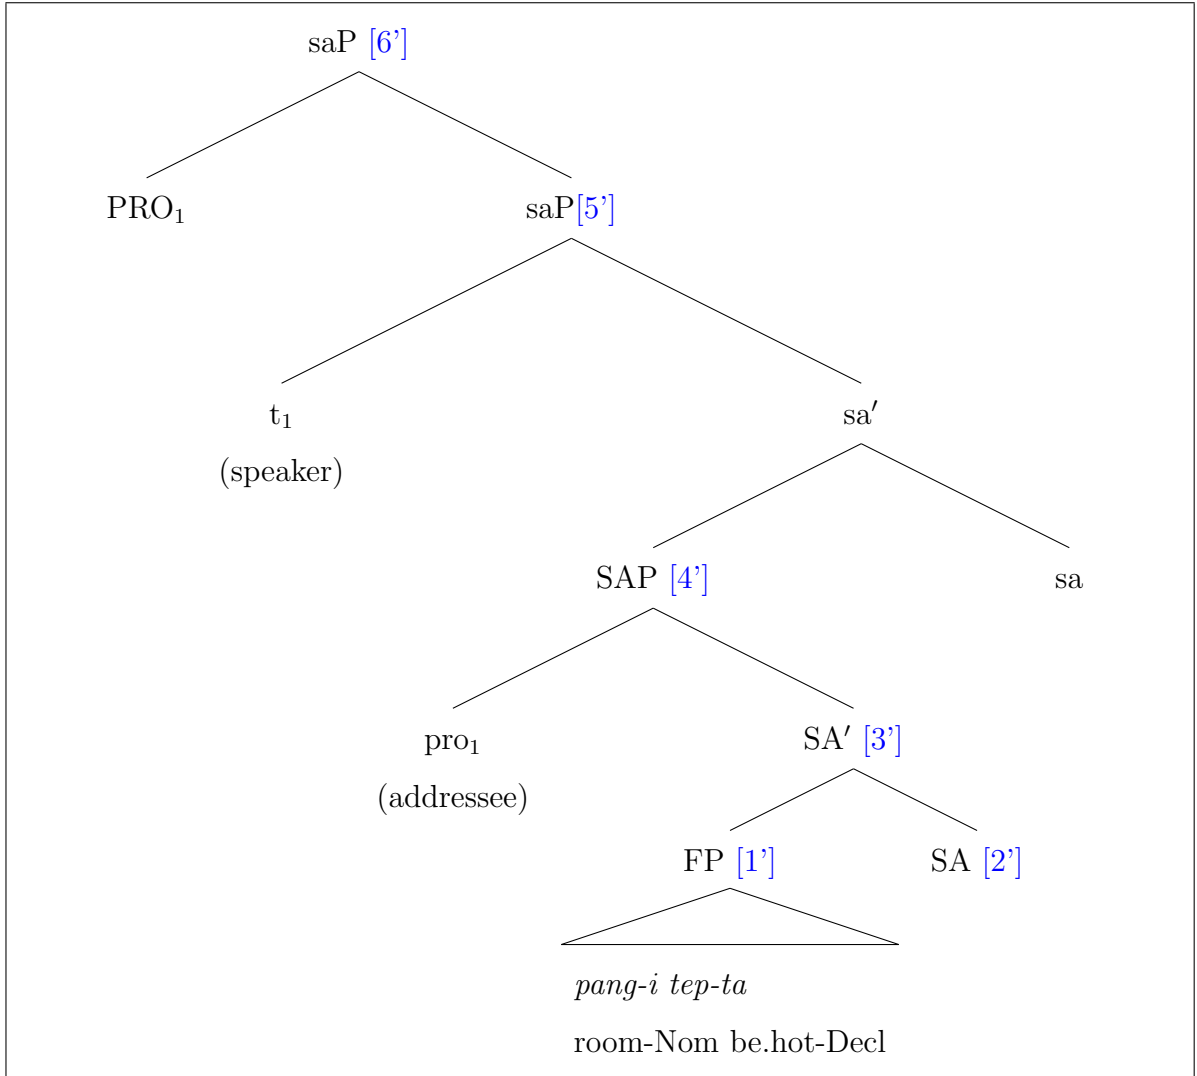 saP [6’]
PRO₁ saP[5’]
t₁ sa′
(speaker)
SAP [4’] sa
pro₁ SA′ [3’]
(addressee)
FP [1’] SA [2’]
pang-i tep-ta
room-Nom be.hot-Decl